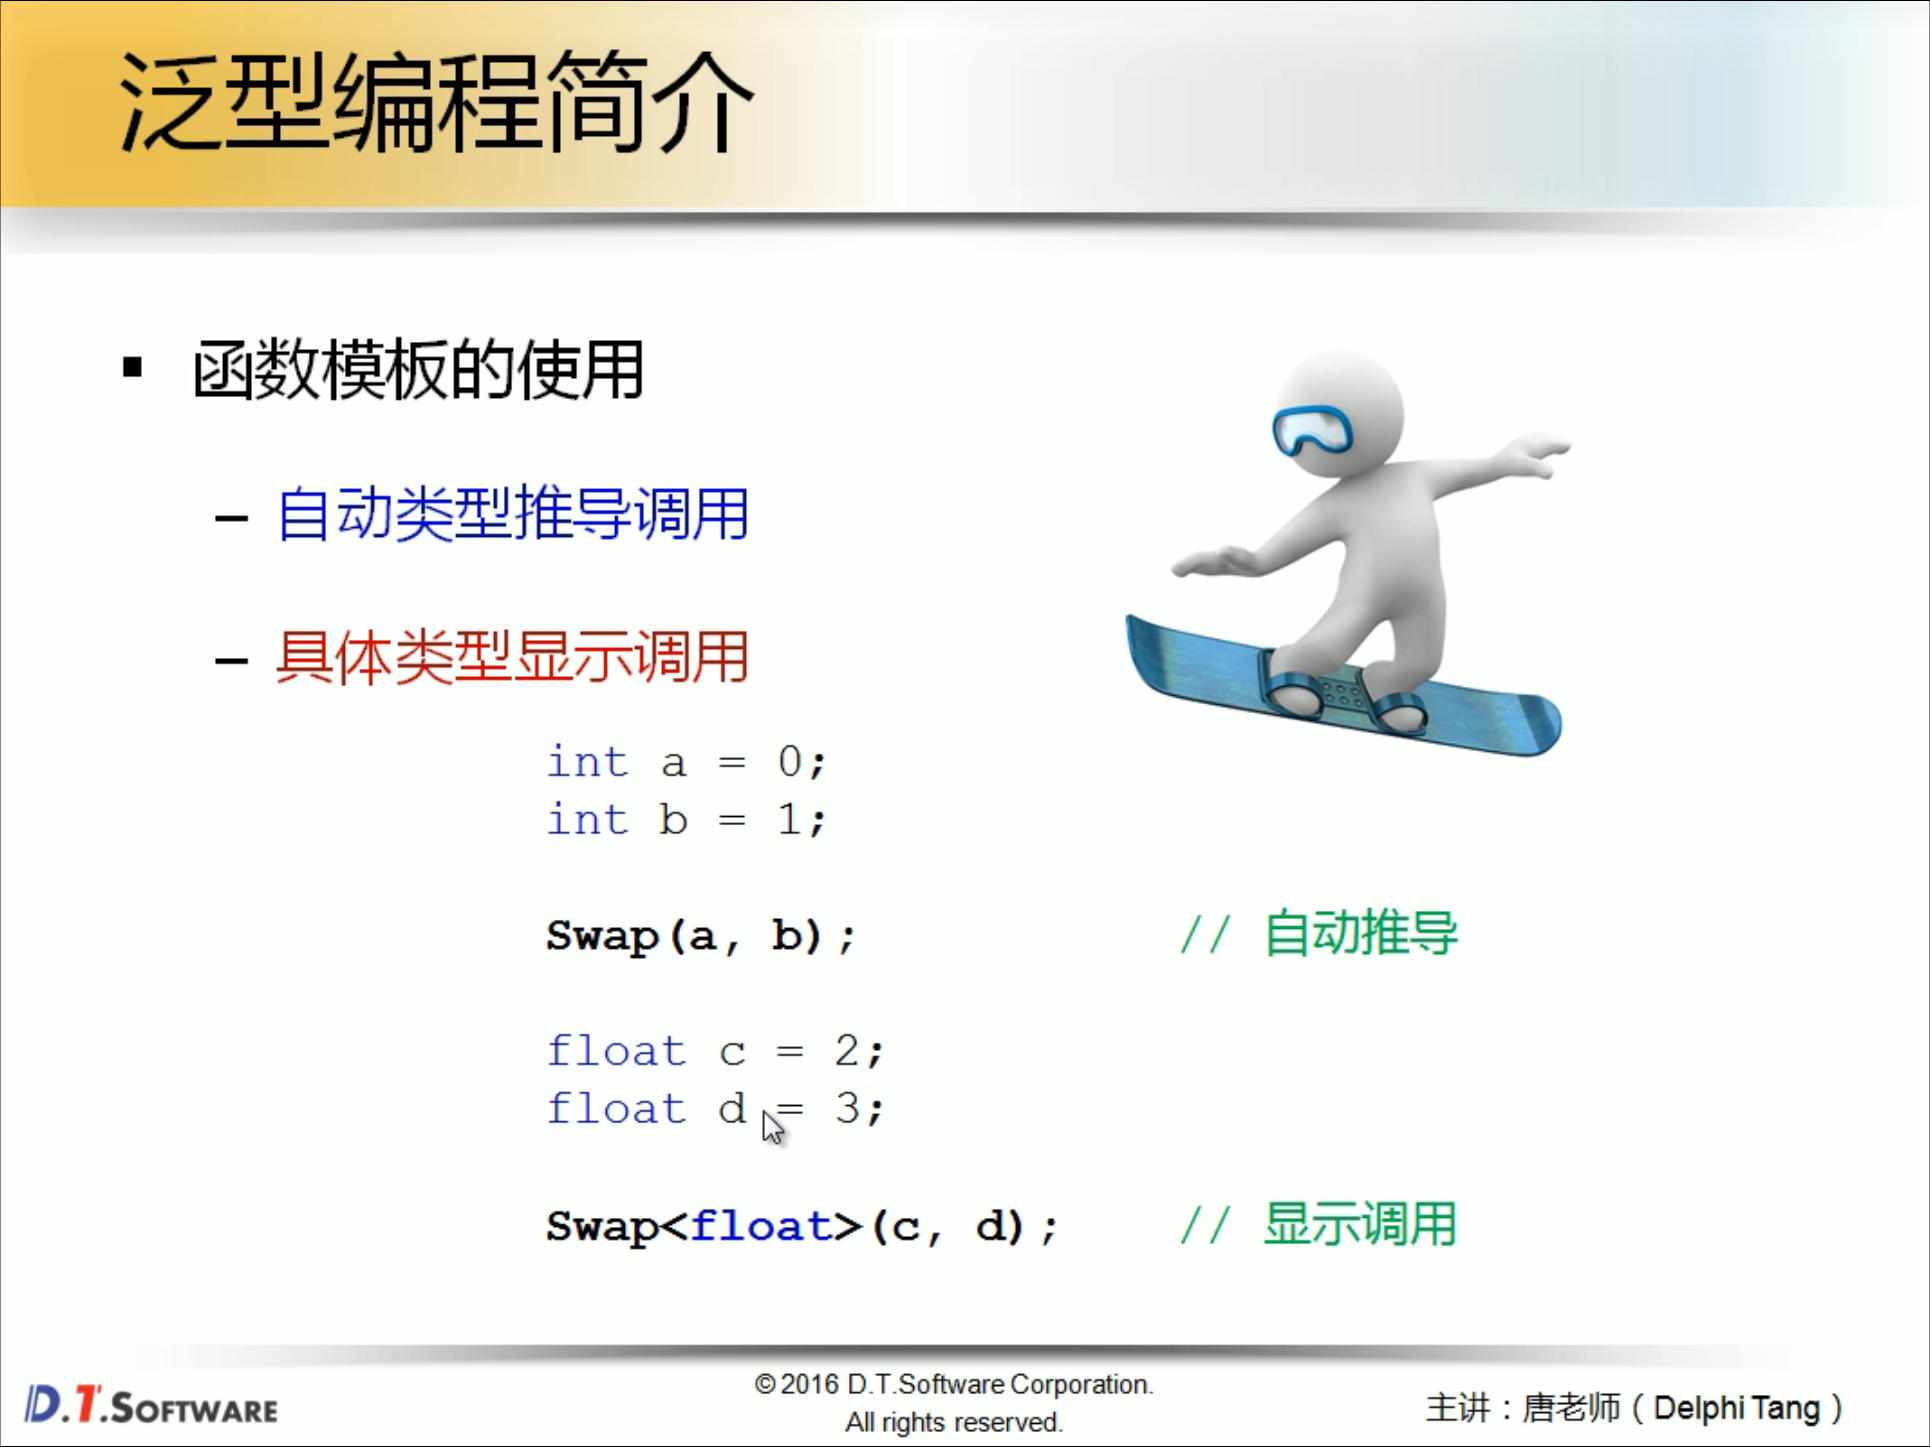 泛型编程简介
▪ 函数模板的使用
– 自动类型推导调用
– 具体类型显示调用
int a = 0;
int b = 1;
Swap(a, b); // 自动推导
float c = 2;
float d = 3;
Swap<float>(c, d); // 显示调用
D.T.SOFTWARE
© 2016 D.T.Software Corporation.
All rights reserved.
主讲：唐老师（Delphi Tang）